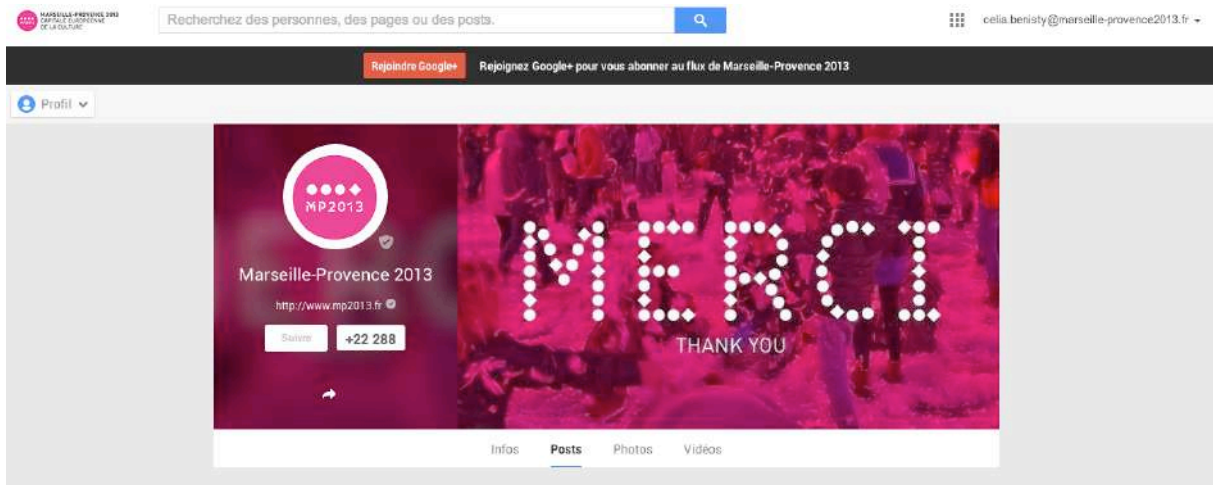 MARSEILLE-PROVENCE 2013
CAPITALE EUROPÉENNE
DE LA CULTURE
Recherchez des personnes, des pages ou des posts.
celia.benisty@marseille-provence2013.fr
Rejoindre Google+ Rejoignez Google+ pour vous abonner au flux de Marseille-Provence 2013
Profil
MP2013
Marseille-Provence 2013
http://www.mp2013.fr
Suivre +22 288
MERCI
THANK YOU
Infos Posts Photos Vidéos